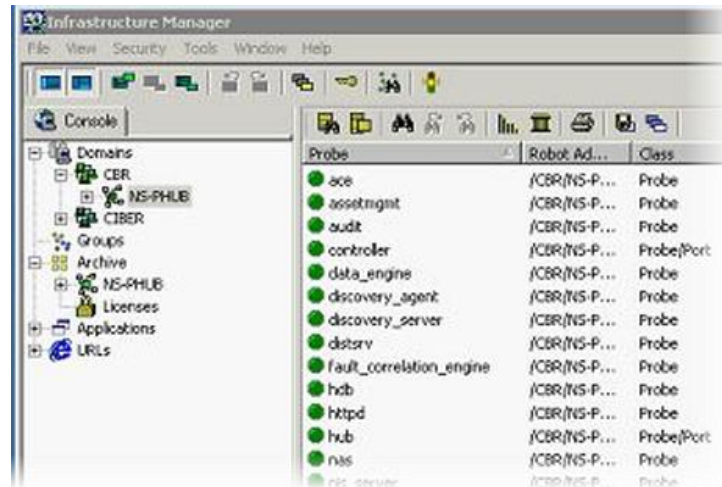 Infrastructure Manager
File View Security Tools Window Help
Console
Domains
CBR
NS-PHUB
CIBER
Groups
Archive
NS-PHUB
Licenses
Applications
URLs
Probe Robot Ad... Class
ace /CBR/NS-P... Probe
assetmgmt /CBR/NS-P... Probe
audit /CBR/NS-P... Probe
controller /CBR/NS-P... Probe/Port
data_engine /CBR/NS-P... Probe
discovery_agent /CBR/NS-P... Probe
discovery_server /CBR/NS-P... Probe
distsrv /CBR/NS-P... Probe
fault_correlation_engine /CBR/NS-P... Probe
hdb /CBR/NS-P... Probe
httpd /CBR/NS-P... Probe
hub /CBR/NS-P... Probe/Port
nas /CBR/NS-P... Probe
nis_server /CBR/NS-P... Probe